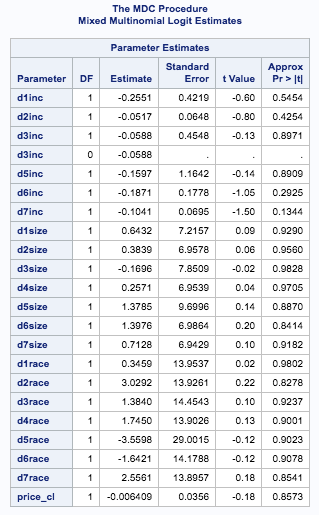 The MDC Procedure
Mixed Multinomial Logit Estimates
Parameter Estimates
Parameter DF Estimate Standard Error t Value Approx Pr > |t|
d1inc 1 -0.2551 0.4219 -0.60 0.5454
d2inc 1 -0.0517 0.0648 -0.80 0.4254
d3inc 1 -0.0588 0.4548 -0.13 0.8971
d3inc 0 -0.0588 . . .
d5inc 1 -0.1597 1.1642 -0.14 0.8909
d6inc 1 -0.1871 0.1778 -1.05 0.2925
d7inc 1 -0.1041 0.0695 -1.50 0.1344
d1size 1 0.6432 7.2157 0.09 0.9290
d2size 1 0.3839 6.9578 0.06 0.9560
d3size 1 -0.1696 7.8509 -0.02 0.9828
d4size 1 0.2571 6.9539 0.04 0.9705
d5size 1 1.3785 9.6996 0.14 0.8870
d6size 1 1.3976 6.9864 0.20 0.8414
d7size 1 0.7128 6.9429 0.10 0.9182
d1race 1 0.3459 13.9537 0.02 0.9802
d2race 1 3.0292 13.9261 0.22 0.8278
d3race 1 1.3840 14.4543 0.10 0.9237
d4race 1 1.7450 13.9026 0.13 0.9001
d5race 1 -3.5598 29.0015 -0.12 0.9023
d6race 1 -1.6421 14.1788 -0.12 0.9078
d7race 1 2.5561 13.8957 0.18 0.8541
price_cl 1 -0.006409 0.0356 -0.18 0.8573